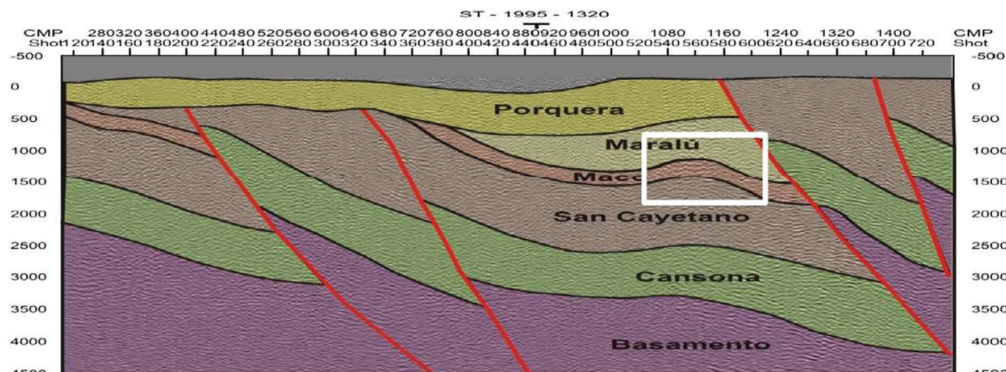 ST - 1995 - 1320
CMP 280 320 360 400 440 480 520 560 600 640 680 720 760 800 840 880 920 960 1000 1080 1160 1240 1320 1400 CMP
Shot 120 140 160 180 200 220 240 260 280 300 320 340 360 380 400 420 440 460 480 500 520 540 560 580 600 620 640 660 680 700 720 Shot
-500 -500
0 0
500 500
1000 1000
1500 1500
2000 2000
2500 2500
3000 3000
3500 3500
4000 4000
Porquera
Maralú
San Cayetano
Cansona
Basamento